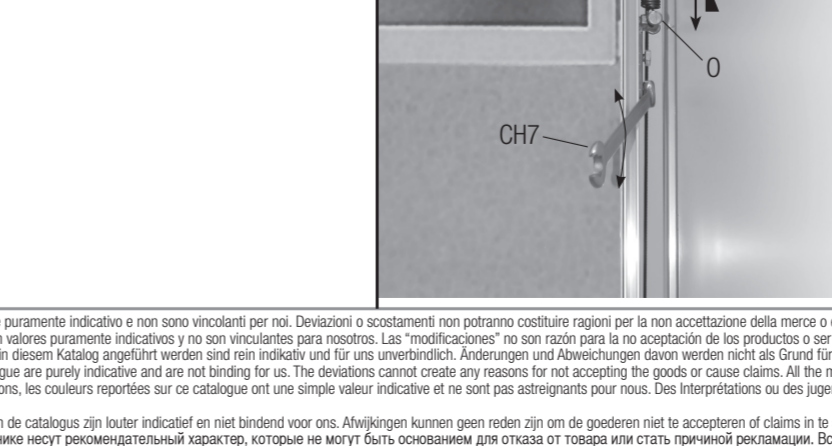 O
CH7
puramente indicativo e non sono vincolanti per noi. Deviazioni o scostamenti non potranno costituire ragioni per la non accettazione della merce o
valores puramente indicativos y no son vinculantes para nosotros. Las “modificaciones” no son razón para la no aceptación de los productos o ser
in diesem Katalog angeführt werden sind rein indikativ und für uns unverbindlich. Änderungen und Abweichungen davon werden nicht als Grund für
gue are purely indicative and are not binding for us. The deviations cannot create any reasons for not accepting the goods or cause claims. All the m
ons, les couleurs reportées sur ce catalogue ont une simple valeur indicative et ne sont pas astreignants pour nous. Des Interprétations ou des juge
n de catalogus zijn louter indicatief en niet bindend voor ons. Afwijkingen kunnen geen reden zijn om de goederen niet te accepteren of claims in te
нике несут рекомендательный характер, которые не могут быть основанием для отказа от товара или стать причиной рекламации. В